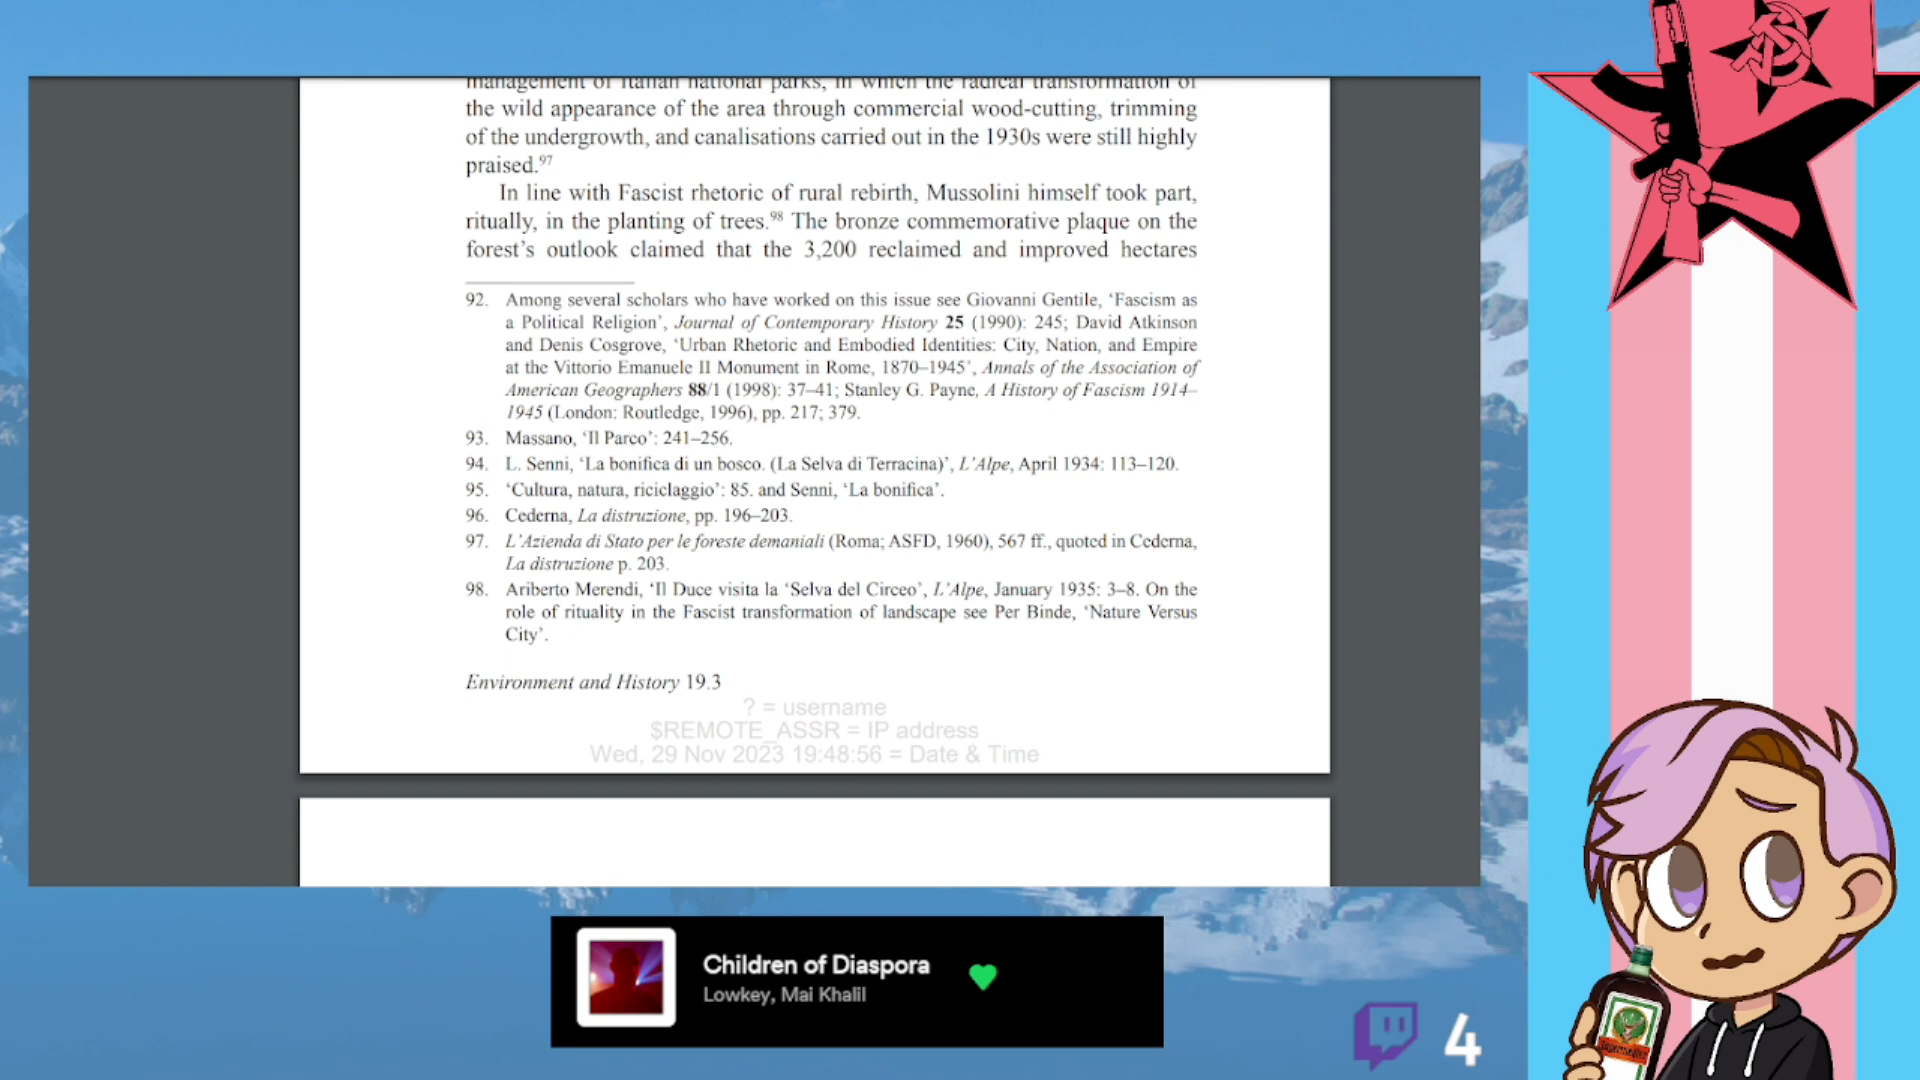 management of Italian national parks, in which the radical transformation of
the wild appearance of the area through commercial wood-cutting, trimming
of the undergrowth, and canalisations carried out in the 1930s were still highly
praised.97
In line with Fascist rhetoric of rural rebirth, Mussolini himself took part,
ritually, in the planting of trees.98 The bronze commemorative plaque on the
forest's outlook claimed that the 3,200 reclaimed and improved hectares
92. Among several scholars who have worked on this issue see Giovanni Gentile, ‘Fascism as
a Political Religion’, Journal of Contemporary History 25 (1990): 245; David Atkinson
and Denis Cosgrove, ‘Urban Rhetoric and Embodied Identities: City, Nation, and Empire
at the Vittorio Emanuele II Monument in Rome, 1870–1945’, Annals of the Association of
American Geographers 88/1 (1998): 37–41; Stanley G. Payne, A History of Fascism 1914–
1945 (London: Routledge, 1996), pp. 217; 379.
93. Massano, ‘Il Parco’: 241–256.
94. L. Senni, ‘La bonifica di un bosco. (La Selva di Terracina)’, L’Alpe, April 1934: 113–120.
95. ‘Cultura, natura, riciclaggio’: 85. and Senni, ‘La bonifica’.
96. Cederna, La distruzione, pp. 196–203.
97. L’Azienda di Stato per le foreste demaniali (Roma; ASFD, 1960), 567 ff., quoted in Cederna,
La distruzione p. 203.
98. Ariberto Merendi, ‘Il Duce visita la ‘Selva del Circeo’, L’Alpe, January 1935: 3–8. On the
role of rituality in the Fascist transformation of landscape see Per Binde, ‘Nature Versus
City’.
Environment and History 19.3
? = username
$REMOTE_ASSR = IP address
Wed, 29 Nov 2023 19:48:56 = Date & Time
Children of Diaspora
Lowkey, Mai Khalil
4
Jägermeister